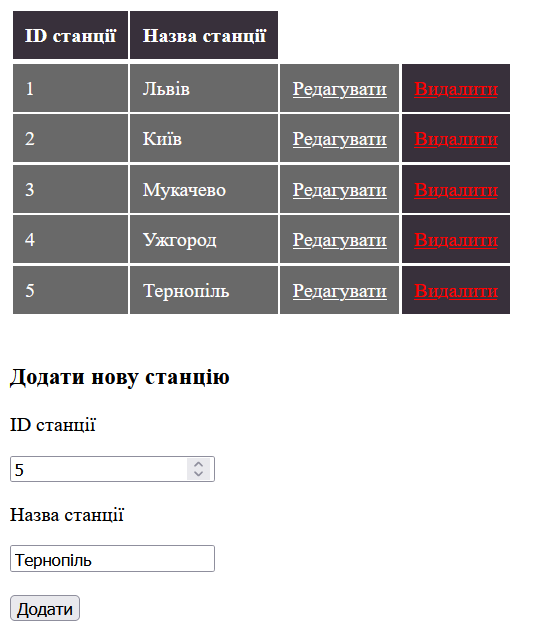 ID станції Назва станції
1 Львів Редагувати Видалити
2 Київ Редагувати Видалити
3 Мукачево Редагувати Видалити
4 Ужгород Редагувати Видалити
5 Тернопіль Редагувати Видалити
Додати нову станцію
ID станції
5
Назва станції
Тернопіль
Додати